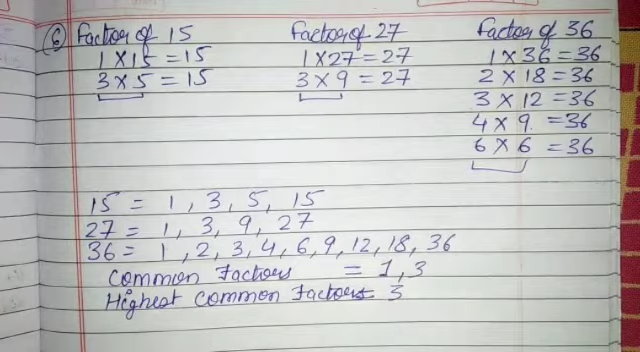 6 Factor of 15 Factor of 27 Factor of 36
1 X 15 = 15 1 X 27 = 27 1 X 36 = 36
3 X 5 = 15 3 X 9 = 27 2 X 18 = 36
3 X 12 = 36
4 X 9 = 36
6 X 6 = 36
15 = 1, 3, 5, 15
27 = 1, 3, 9, 27
36 = 1, 2, 3, 4, 6, 9, 12, 18, 36
Common Factors = 1, 3
Highest Common Factors 3